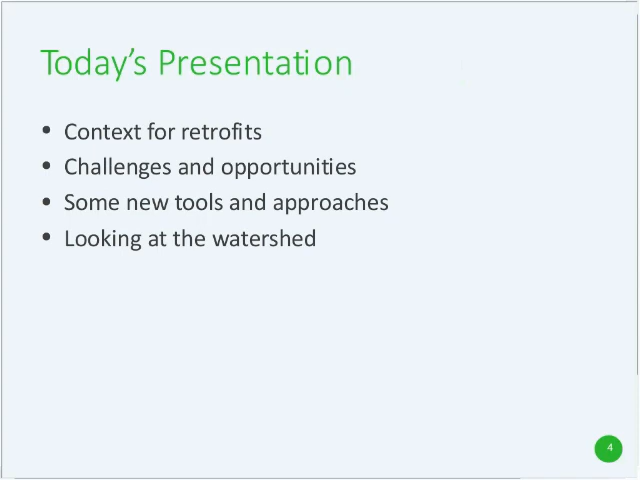 Today’s Presentation
• Context for retrofits
• Challenges and opportunities
• Some new tools and approaches
• Looking at the watershed
4